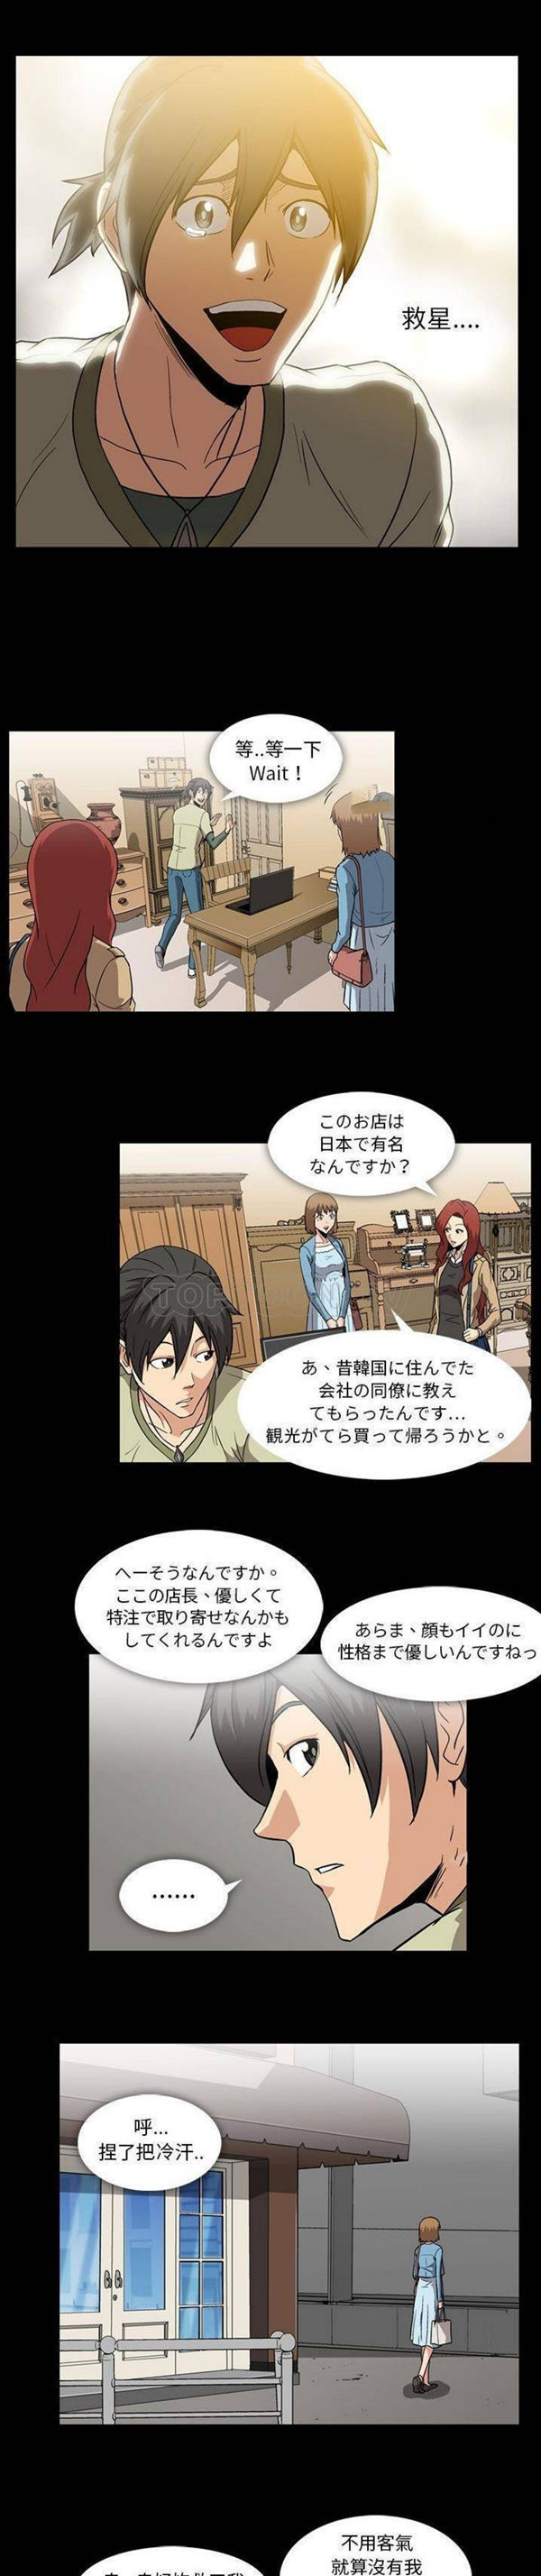 救星....
等..等一下
Wait！
このお店は
日本で有名
なんですか？
あ、昔韓国に住んでた
会社の同僚に教え
てもらったんです...
観光がてら買って帰ろうかと。
へーそうなんですか。
ここの店長、優しくて
特注で取り寄せなんかも
してくれるんですよ
あらま、顔もイイのに
性格まで優しいんですねっ
……
呼...
捏了把冷汗..
不用客氣
就算沒有我